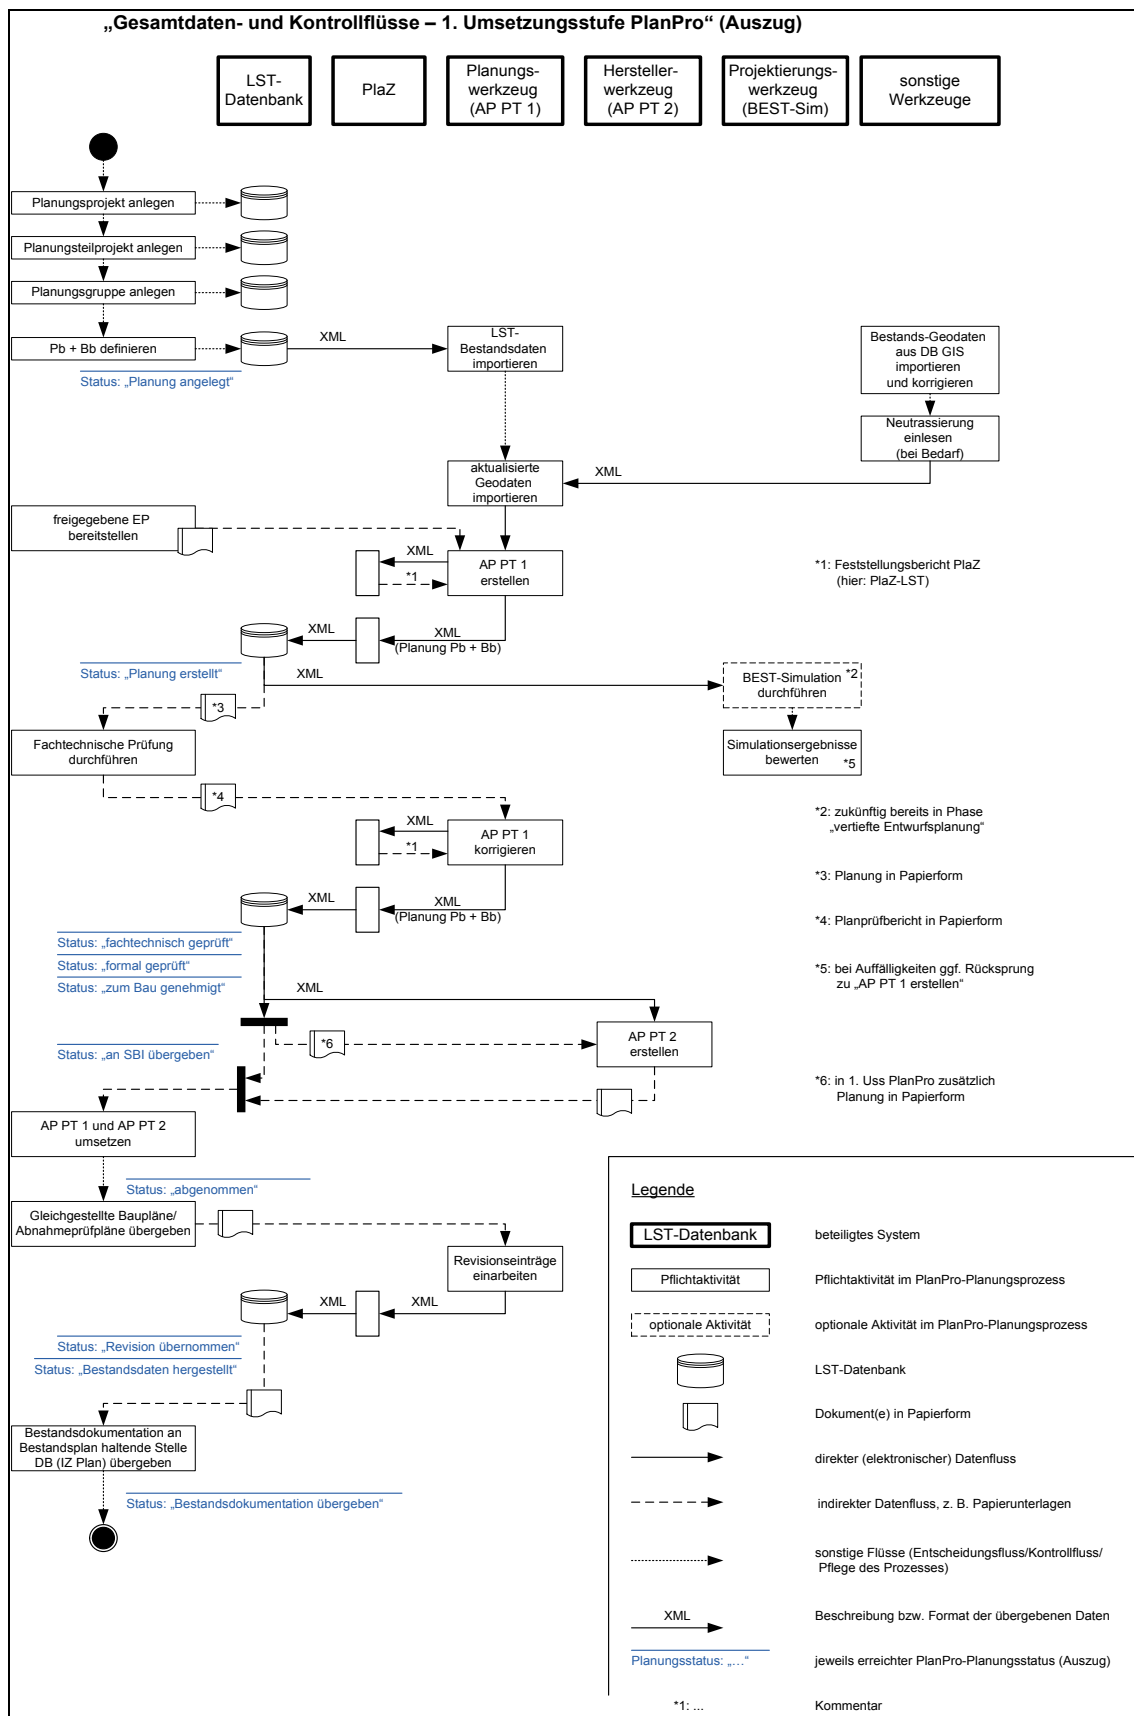 „Gesamtdaten- und Kontrollflüsse – 1. Umsetzungsstufe PlanPro“ (Auszug)
LST-
Datenbank
PlaZ
Planungs-
werkzeug
(AP PT 1)
Hersteller-
werkzeug
(AP PT 2)
Projektierungs-
werkzeug
(BEST-Sim)
sonstige
Werkzeuge
Planungsprojekt anlegen
Planungsteilprojekt anlegen
Planungsgruppe anlegen
Pb + Bb definieren
XML
LST-
Bestandsdaten
importieren
Bestands-Geodaten
aus DB GIS
importieren
und korrigieren
Status: „Planung angelegt“
Neutrassierung
einlesen
(bei Bedarf)
aktualisierte
Geodaten
importieren
XML
freigegebene EP
bereitstellen
XML
*1
AP PT 1
erstellen
*1: Feststellungsbericht PlaZ
(hier: PlaZ-LST)
XML
XML
(Planung Pb + Bb)
Status: „Planung erstellt“
XML
BEST-Simulation
durchführen
*2
*3
Fachtechnische Prüfung
durchführen
Simulationsergebnisse
bewerten
*5
*4
*2: zukünftig bereits in Phase
„vertiefte Entwurfsplanung“
XML
*1
AP PT 1
korrigieren
*3: Planung in Papierform
XML
XML
(Planung Pb + Bb)
*4: Planprüfbericht in Papierform
Status: „fachtechnisch geprüft“
Status: „formal geprüft“
Status: „zum Bau genehmigt“
*5: bei Auffälligkeiten ggf. Rücksprung
zu „AP PT 1 erstellen“
XML
*6
AP PT 2
erstellen
Status: „an SBI übergeben“
*6: in 1. Uss PlanPro zusätzlich
Planung in Papierform
AP PT 1 und AP PT 2
umsetzen
Status: „abgenommen“
Gleichgestellte Baupläne/
Abnahmeprüfpläne übergeben
Revisionseinträge
einarbeiten
XML
XML
Status: „Revision übernommen“
Status: „Bestandsdaten hergestellt“
Bestandsdokumentation an
Bestandsplan haltende Stelle
DB (IZ Plan) übergeben
Status: „Bestandsdokumentation übergeben“
Legende
LST-Datenbank
beteiligtes System
Pflichtaktivität
Pflichtaktivität im PlanPro-Planungsprozess
optionale Aktivität
optionale Aktivität im PlanPro-Planungsprozess
LST-Datenbank
Dokument(e) in Papierform
direkter (elektronischer) Datenfluss
indirekter Datenfluss, z. B. Papierunterlagen
sonstige Flüsse (Entscheidungsfluss/Kontrollfluss/
Pflege des Prozesses)
XML
Beschreibung bzw. Format der übergebenen Daten
Planungsstatus: „...“
jeweils erreichter PlanPro-Planungsstatus (Auszug)
*1: ...
Kommentar